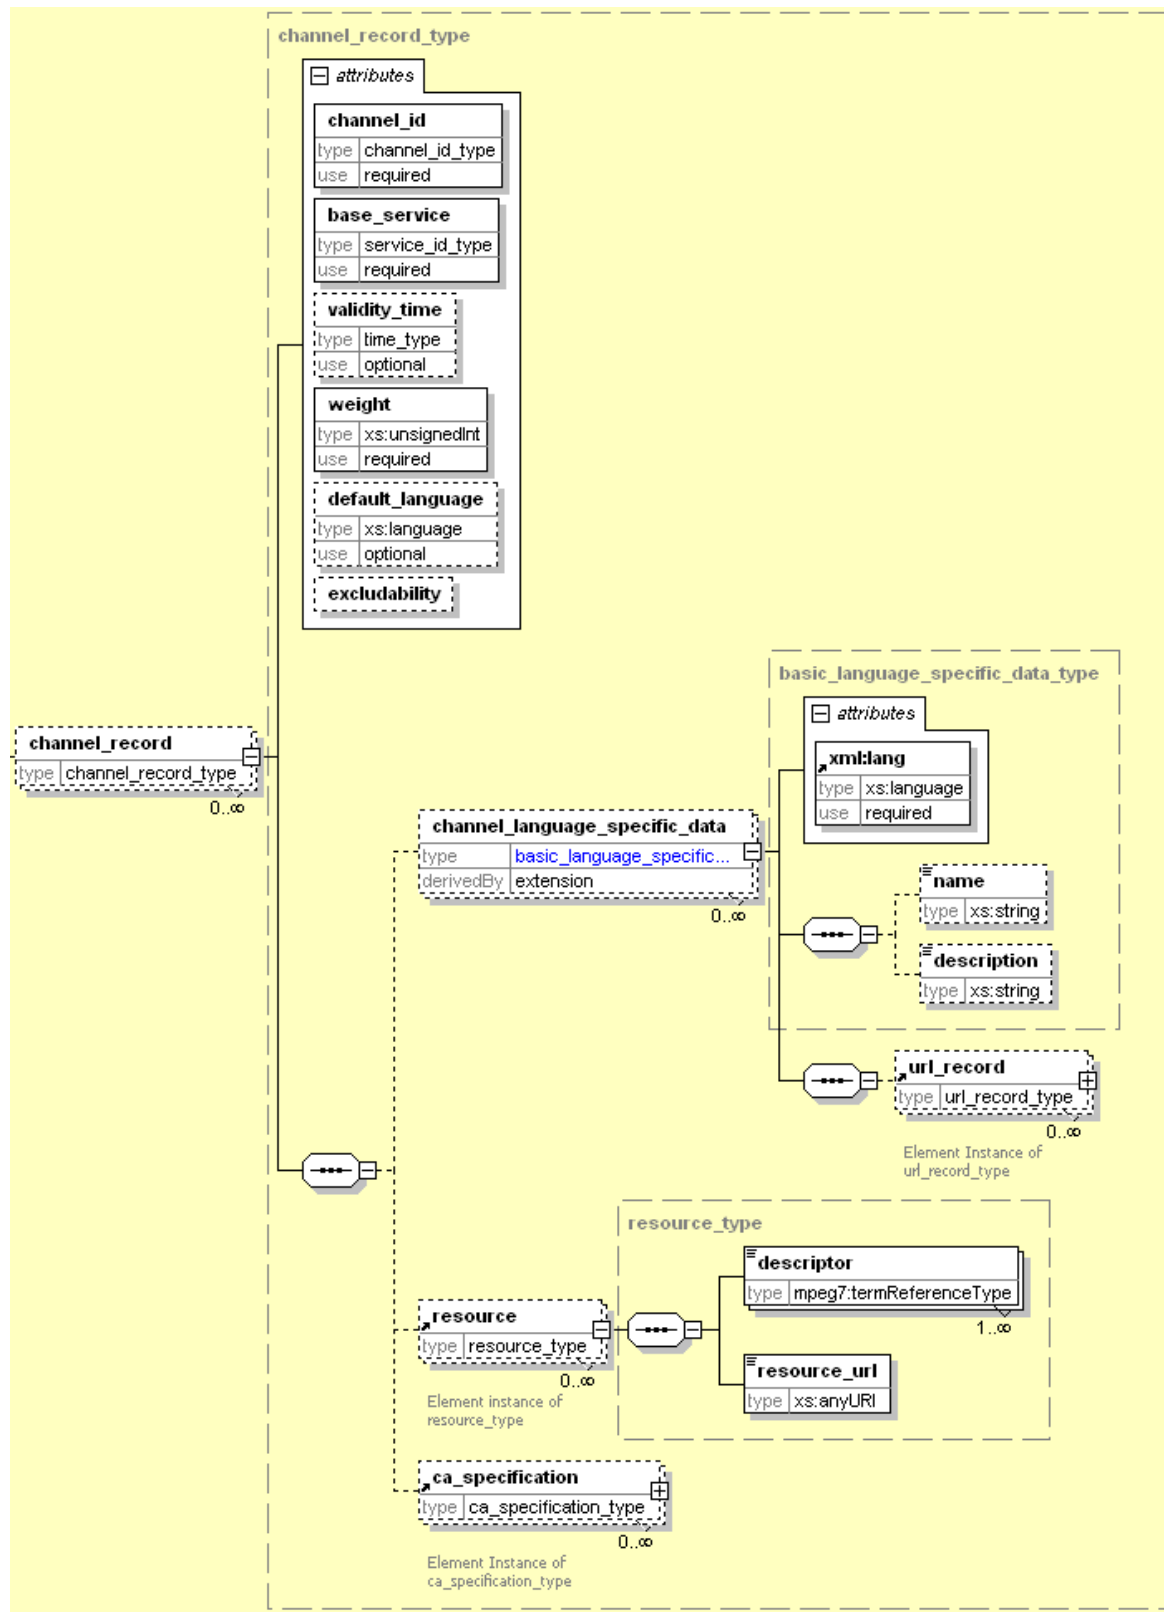 channel_record_type
attributes
channel_id
type channel_id_type
use required
base_service
type service_id_type
use required
validity_time
type time_type
use optional
weight
type xs:unsignedInt
use required
default_language
type xs:language
use optional
excludability
basic_language_specific_data_type
attributes
xml:lang
type xs:language
use required
channel_record
type channel_record_type
0..∞
channel_language_specific_data
type basic_language_specific...
derivedBy extension
0..∞
name
type xs:string
description
type xs:string
url_record
type url_record_type
0..∞
Element Instance of
url_record_type
resource_type
descriptor
type mpeg7:termReferenceType
1..∞
resource
type resource_type
0..∞
Element instance of
resource_type
resource_url
type xs:anyURI
ca_specification
type ca_specification_type
0..∞
Element Instance of
ca_specification_type